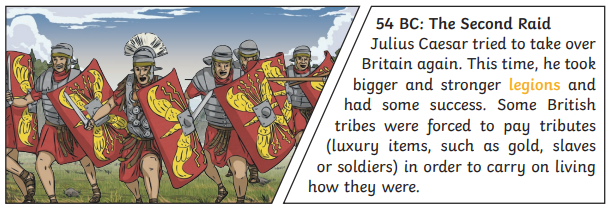 54 BC: The Second Raid
Julius Caesar tried to take over
Britain again. This time, he took
bigger and stronger legions and
had some success. Some British
tribes were forced to pay tributes
(luxury items, such as gold, slaves
or soldiers) in order to carry on living
how they were.